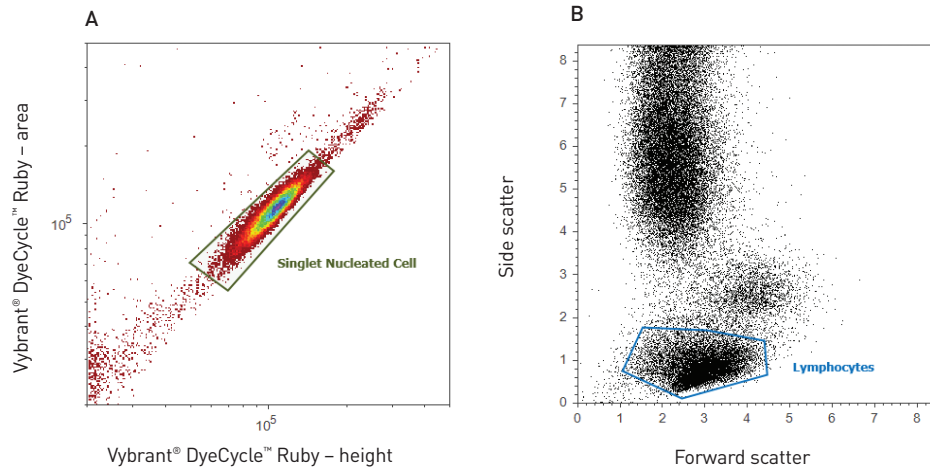 A
Vybrant® DyeCycle™ Ruby – area
10⁵
Singlet Nucleated Cell
10⁵
Vybrant® DyeCycle™ Ruby – height
B
Side scatter
8
7
6
5
4
3
2
1
0
Lymphocytes
0 1 2 3 4 5 6 7 8
Forward scatter